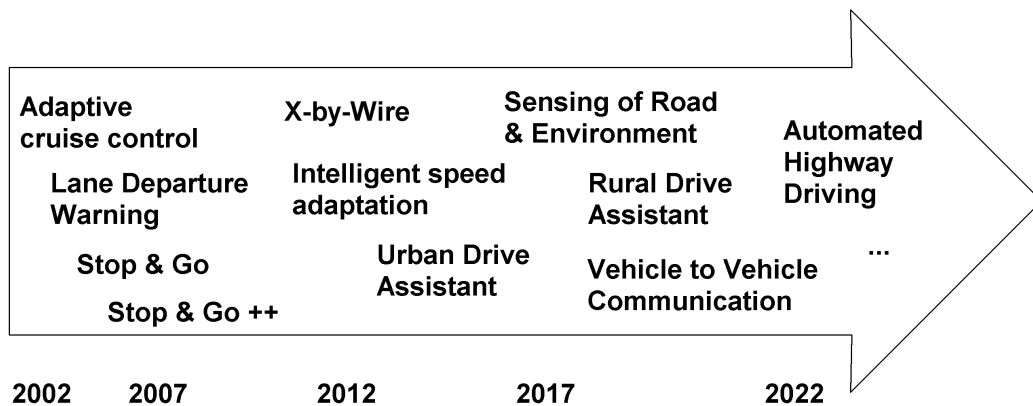 Adaptive
cruise control
Lane Departure
Warning
Stop & Go
Stop & Go ++
X-by-Wire
Intelligent speed
adaptation
Urban Drive
Assistant
Sensing of Road
& Environment
Rural Drive
Assistant
Vehicle to Vehicle
Communication
Automated
Highway
Driving
...
2002 2007 2012 2017 2022